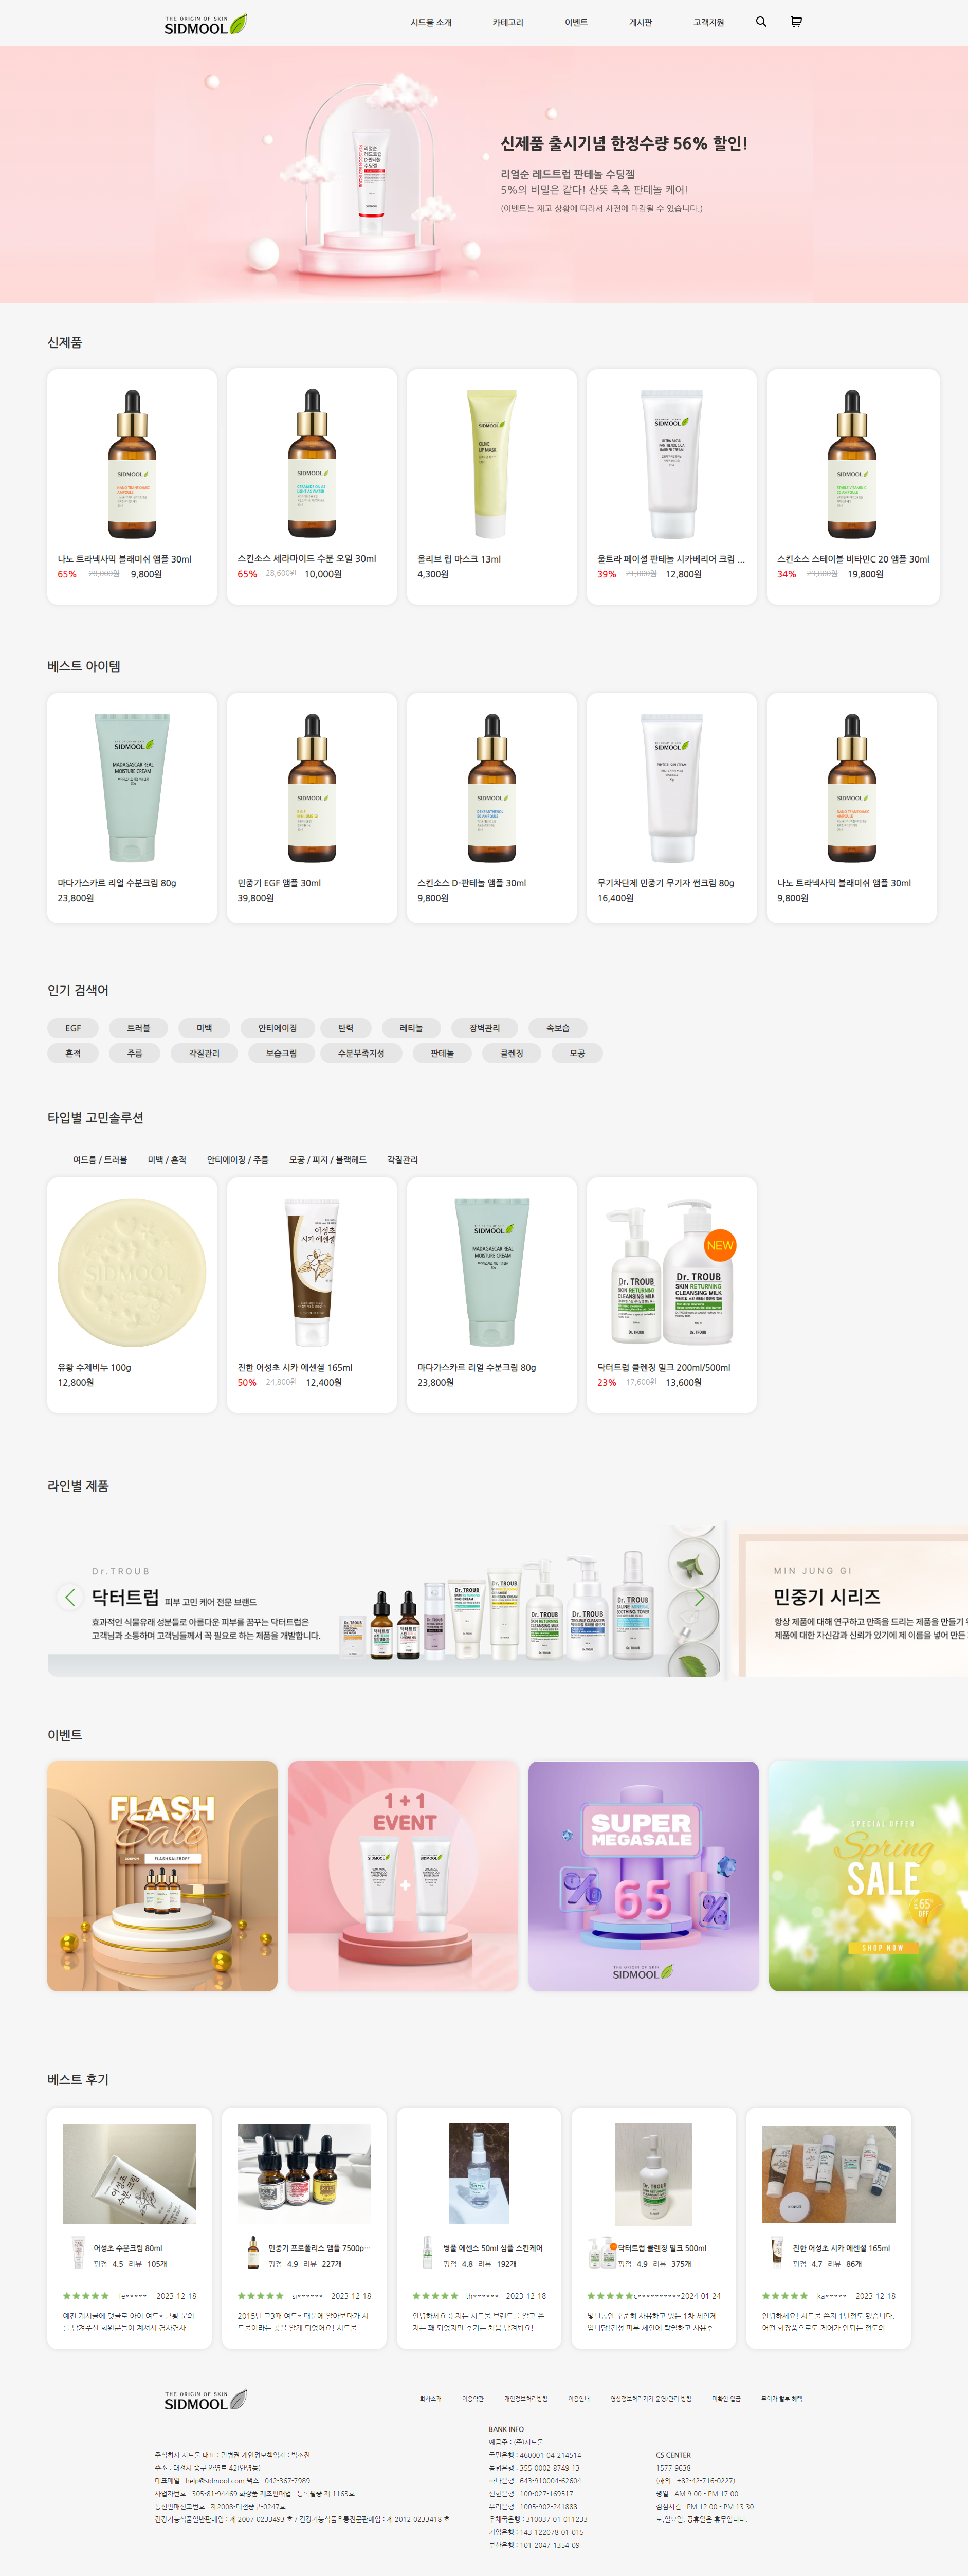 THE ORIGIN OF SKIN
SIDMOOL
시드물 소개
카테고리
이벤트
게시판
고객지원
신제품 출시기념 한정수량 56% 할인!
리얼순 레드트럽 판테놀 수딩젤
5%의 비밀은 같다! 산뜻 촉촉 판테놀 케어!
(이벤트는 재고 상황에 따라서 사전에 마감될 수 있습니다.)
신제품
나노 트라넥사믹 블래미쉬 앰플 30ml
65% 28,000원 9,800원
스킨소스 세라마이드 수분 오일 30ml
65% 28,600원 10,000원
올리브 립 마스크 13ml
4,300원
울트라 페이셜 판테놀 시카베리어 크림 ...
39% 21,000원 12,800원
스킨소스 스테이블 비타민C 20 앰플 30ml
34% 29,800원 19,800원
베스트 아이템
마다가스카르 리얼 수분크림 80g
23,800원
민중기 EGF 앰플 30ml
39,800원
스킨소스 D-판테놀 앰플 30ml
9,800원
무기차단제 민중기 무기자 썬크림 80g
16,400원
나노 트라넥사믹 블래미쉬 앰플 30ml
9,800원
인기 검색어
EGF
트러블
미백
안티에이징
탄력
레티놀
장벽관리
속보습
흔적
주름
각질관리
보습크림
수분부족지성
판테놀
클렌징
모공
타입별 고민솔루션
여드름 / 트러블
미백 / 흔적
안티에이징 / 주름
모공 / 피지 / 블랙헤드
각질관리
유황 수제비누 100g
12,800원
어성초
시카 에센셜
진한 어성초 시카 에센셜 165ml
50% 24,800원 12,400원
SIDMOOL
MADAGASCAR REAL
MOISTURE CREAM
마다가스카르 리얼 수분크림 80g
23,800원
NEW
Dr. TROUB
SKIN RETURNING
CLEANSING MILK
Dr. TROUB
SKIN RETURNING
CLEANSING MILK
닥터트럽 클렌징 밀크 200ml/500ml
23% 17,600원 13,600원
라인별 제품
Dr.TROUB
닥터트럽 피부 고민 케어 전문 브랜드
효과적인 식물유래 성분들로 아름다운 피부를 꿈꾸는 닥터트럽은
고객님과 소통하며 고객님들께서 꼭 필요로 하는 제품을 개발합니다.
MIN JUNG GI
민중기 시리즈
항상 제품에 대해 연구하고 만족을 드리는 제품을 만들기
제품에 대한 자신감과 신뢰가 있기에 제 이름을 넣어 만든
이벤트
FLASH
Sale
FLASHSALE50FF
1 + 1
EVENT
SUPER
MEGASALE
% 65 %
THE ORIGIN OF SKIN
SIDMOOL
SPECIAL OFFER
Spring
SALE
65
OFF
SHOP NOW
베스트 후기
어성초 수분크림 80ml
평점 4.5 리뷰 105개
fe***** 2023-12-18
예전 게시글에 댓글로 아이 여드* 근황 문의
를 남겨주신 회원분들이 계셔서 겸사겸사 ...
민중기 프로폴리스 앰플 7500p...
평점 4.9 리뷰 227개
si****** 2023-12-18
2015년 고3때 여드* 때문에 알아보다가 시
드물이라는 곳을 알게 되었어요! 시드물 ...
병풀 에센스 50ml 심플 스킨케어
평점 4.8 리뷰 192개
th****** 2023-12-18
안녕하세요 :) 저는 시드물 브랜드를 알고 쓴
지는 꽤 되었지만 후기는 처음 남겨봐요! ...
닥터트럽 클렌징 밀크 500ml
평점 4.9 리뷰 375개
c**********2024-01-24
몇년동안 꾸준히 사용하고 있는 1차 세안제
입니당!건성 피부 세안에 탁월하고 사용후...
진한 어성초 시카 에센셜 165ml
평점 4.7 리뷰 86개
ka***** 2023-12-18
안녕하세요! 시드물 쓴지 1년정도 됐습니다.
어떤 화장품으로도 케어가 안되는 정도의 ...
THE ORIGIN OF SKIN
SIDMOOL
회사소개
이용약관
개인정보처리방침
이용안내
영상정보처리기기 운영/관리 방침
미확인 입금
무이자 할부 혜택
주식회사 시드물 대표 : 민병권 개인정보책임자 : 박소진
주소 : 대전시 중구 안영로 42(안영동)
대표메일 : help@sidmool.com 팩스 : 042-367-7989
사업자번호 : 305-81-94469 화장품 제조판매업 : 등록필증 제 1163호
통신판매신고번호 : 제2008-대전중구-0247호
건강기능식품일반판매업 : 제 2007-0233493 호 / 건강기능식품유통전문판매업 : 제 2012-0233418 호
BANK INFO
예금주 : (주)시드물
국민은행 : 460001-04-214514
농협은행 : 355-0002-8749-13
하나은행 : 643-910004-62604
신한은행 : 100-027-169517
우리은행 : 1005-902-241888
우체국은행 : 310037-01-011233
기업은행 : 143-122078-01-015
부산은행 : 101-2047-1354-09
CS CENTER
1577-9638
(해외 : +82-42-716-0227)
평일 : AM 9:00 - PM 17:00
점심시간 : PM 12:00 - PM 13:30
토,일요일, 공휴일은 휴무입니다.